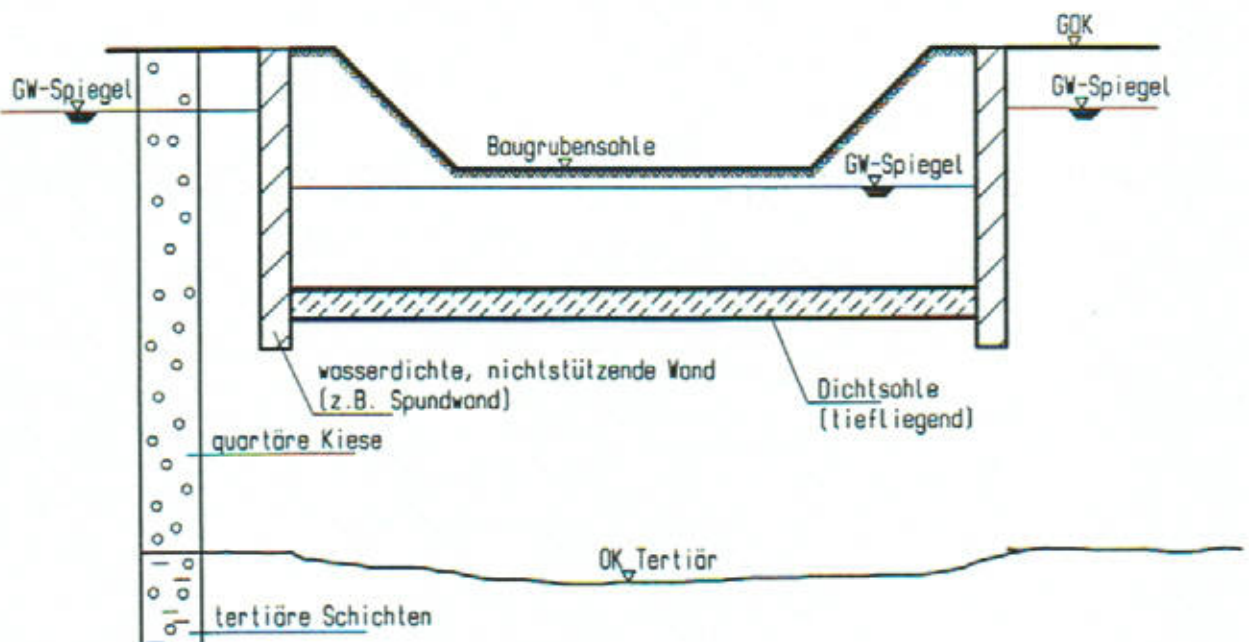 GOK
GW-Spiegel
GW-Spiegel
Baugrubensohle
GW-Spiegel
wasserdichte, nichtstützende Wand
(z.B. Spundwand)
Dichtsohle
(tiefliegend)
quartäre Kiese
OK Tertiär
tertiäre Schichten